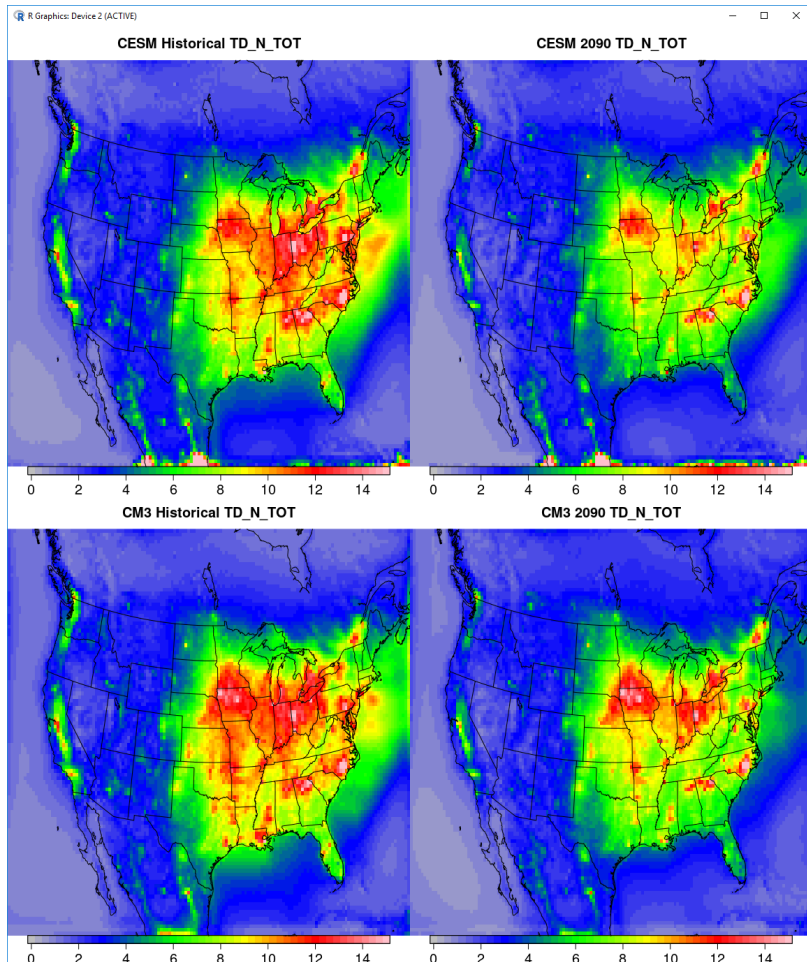 R Graphics: Device 2 (ACTIVE)
CESM Historical TD_N_TOT
CESM 2090 TD_N_TOT
0 2 4 6 8 10 12 14
0 2 4 6 8 10 12 14
CM3 Historical TD_N_TOT
CM3 2090 TD_N_TOT
0 2 4 6 8 10 12 14
0 2 4 6 8 10 12 14